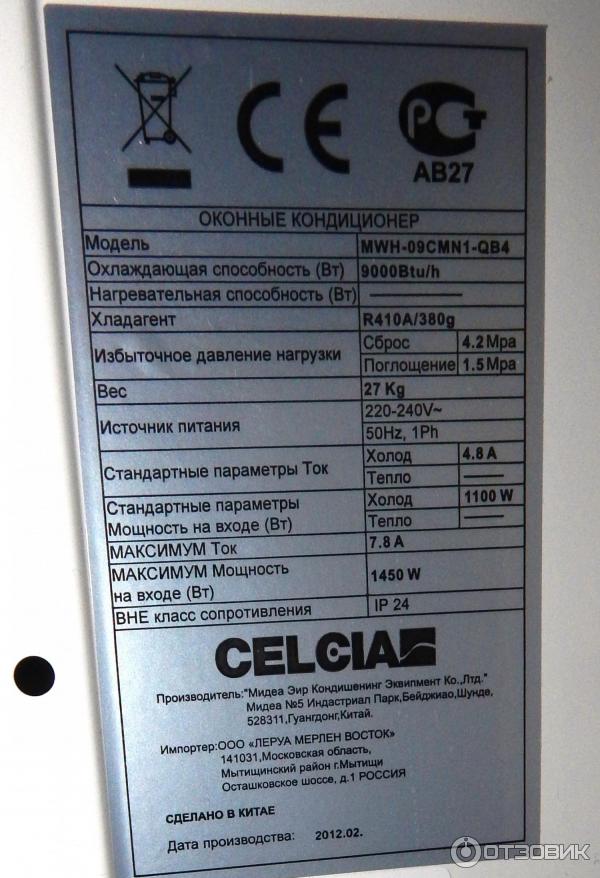 CE
РСТ
АВ27
ОКОННЫЕ КОНДИЦИОНЕР
Модель MWH-09CMN1-QB4
Охлаждающая способность (Вт) 9000Btu/h
Нагревательная способность (Вт) ———
Хладагент R410A/380g
Избыточное давление нагрузки Сброс 4.2 Mpa
Поглощение 1.5 Mpa
Вес 27 Kg
Источник питания 220-240V~
50Hz, 1Ph
Стандартные параметры Ток Холод 4.8 A
Тепло ——
Стандартные параметры
Мощность на входе (Вт) Холод 1100 W
Тепло ——
МАКСИМУМ Ток 7.8 A
МАКСИМУМ Мощность
на входе (Вт) 1450 W
ВНЕ класс сопротивления IP 24
CELCIA
Производитель:"Мидеа Эир Кондишенинг Эквипмент Ко.,Лтд."
Мидеа №5 Индастриал Парк,Бейджиао,Шунде,
528311,Гуангдонг,Китай.
Импортер:ООО «ЛЕРУА МЕРЛЕН ВОСТОК»
141031,Московская область,
Мытищинский район г.Мытищи
Осташковское шоссе, д.1 РОССИЯ
СДЕЛАНО В КИТАЕ
Дата производства: 2012.02.
ОТЗОВИК